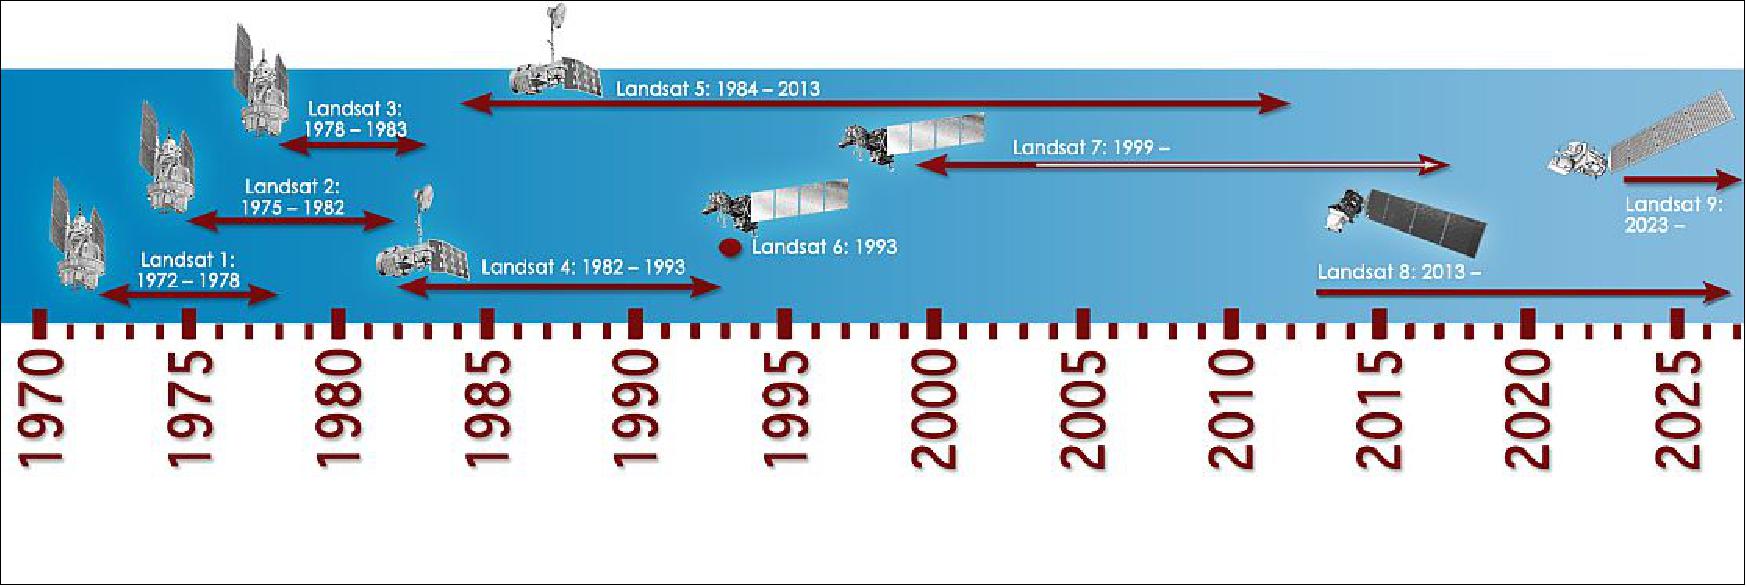 Landsat 5: 1984 – 2013
Landsat 3:
1978 – 1983
Landsat 7: 1999 –
Landsat 2:
1975 – 1982
Landsat 9:
2023 –
Landsat 6: 1993
Landsat 1:
1972 – 1978
Landsat 4: 1982 – 1993
Landsat 8: 2013 –
1970
1975
1980
1985
1990
1995
2000
2005
2010
2015
2020
2025